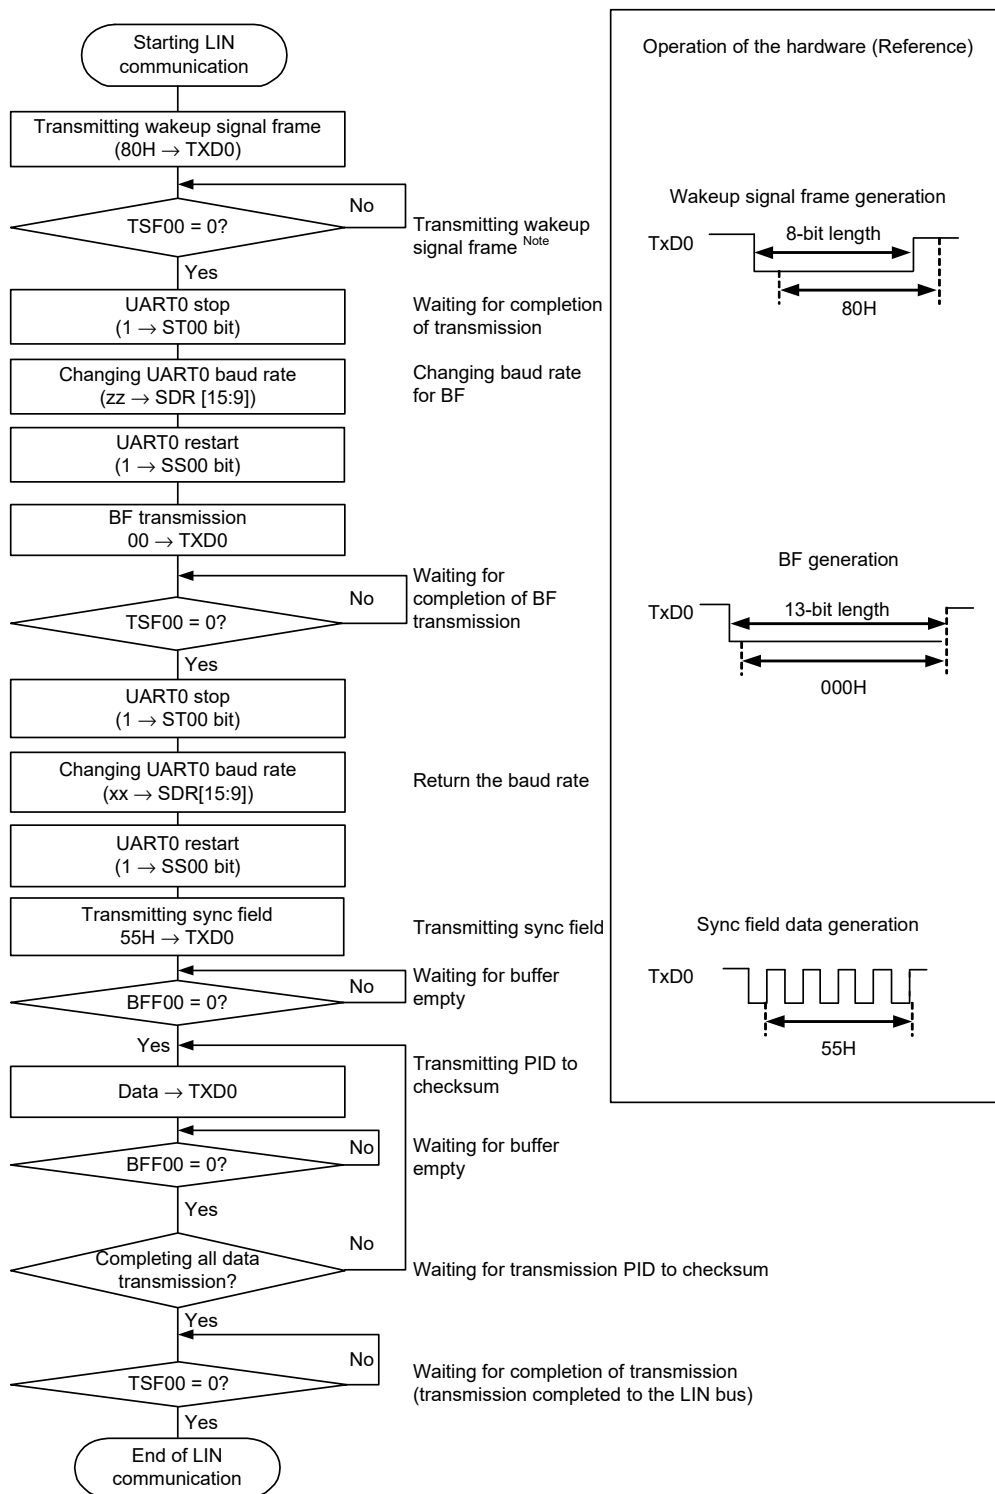 Starting LIN
communication
Transmitting wakeup signal frame
(80H → TXD0)
No
TSF00 = 0?
Transmitting wakeup
signal frame Note
Yes
UART0 stop
(1 → ST00 bit)
Waiting for completion
of transmission
Changing UART0 baud rate
(zz → SDR [15:9])
Changing baud rate
for BF
UART0 restart
(1 → SS00 bit)
BF transmission
00 → TXD0
Waiting for
completion of BF
transmission
No
TSF00 = 0?
Yes
UART0 stop
(1 → ST00 bit)
Changing UART0 baud rate
(xx → SDR[15:9])
Return the baud rate
UART0 restart
(1 → SS00 bit)
Transmitting sync field
55H → TXD0
Transmitting sync field
No
BFF00 = 0?
Waiting for buffer
empty
Yes
Data → TXD0
Transmitting PID to
checksum
No
BFF00 = 0?
Waiting for buffer
empty
Yes
No
Completing all data
transmission?
Waiting for transmission PID to checksum
Yes
No
TSF00 = 0?
Waiting for completion of transmission
(transmission completed to the LIN bus)
Yes
End of LIN
communication
Operation of the hardware (Reference)
Wakeup signal frame generation
TxD0
8-bit length
80H
BF generation
TxD0
13-bit length
000H
Sync field data generation
TxD0
55H